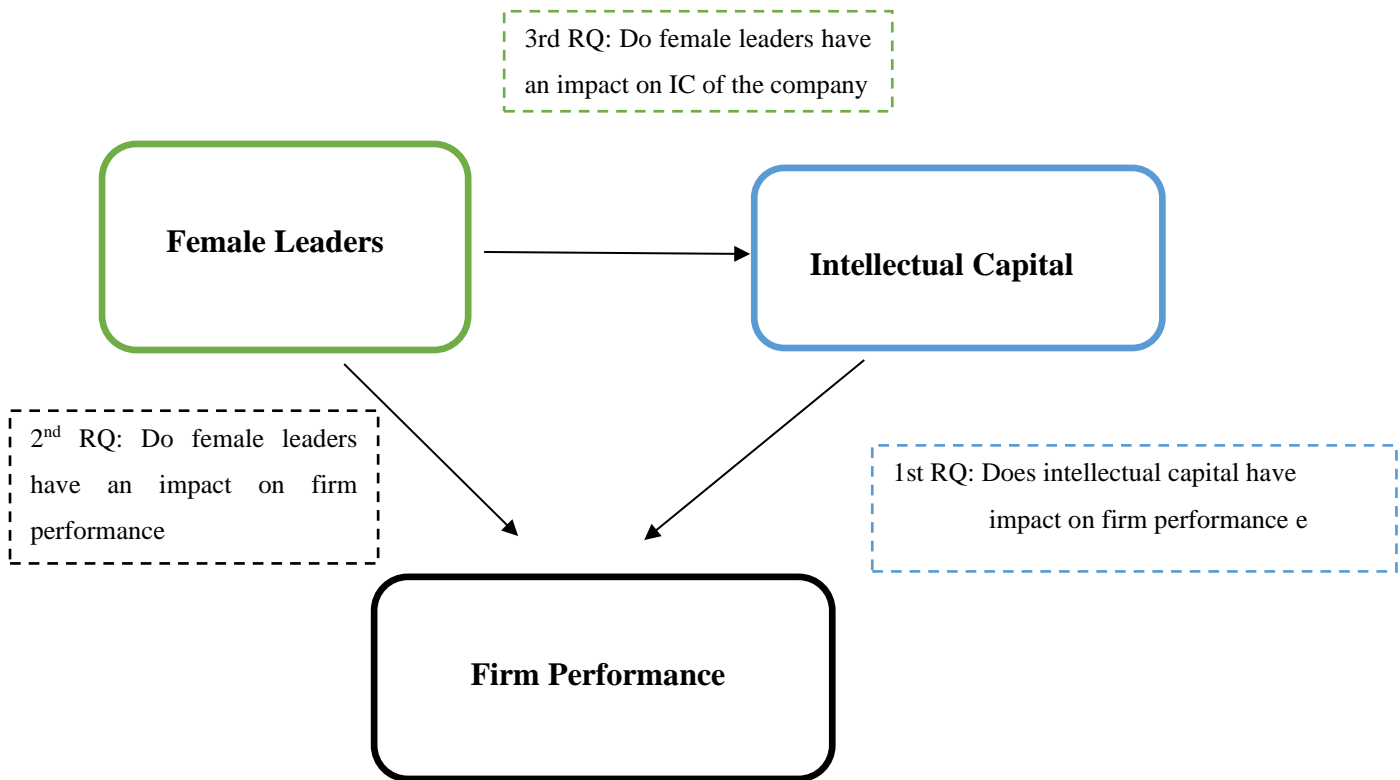 3rd RQ: Do female leaders have
an impact on IC of the company
Female Leaders
Intellectual Capital
2nd RQ: Do female leaders
have an impact on firm
performance
1st RQ: Does intellectual capital have
impact on firm performance e
Firm Performance